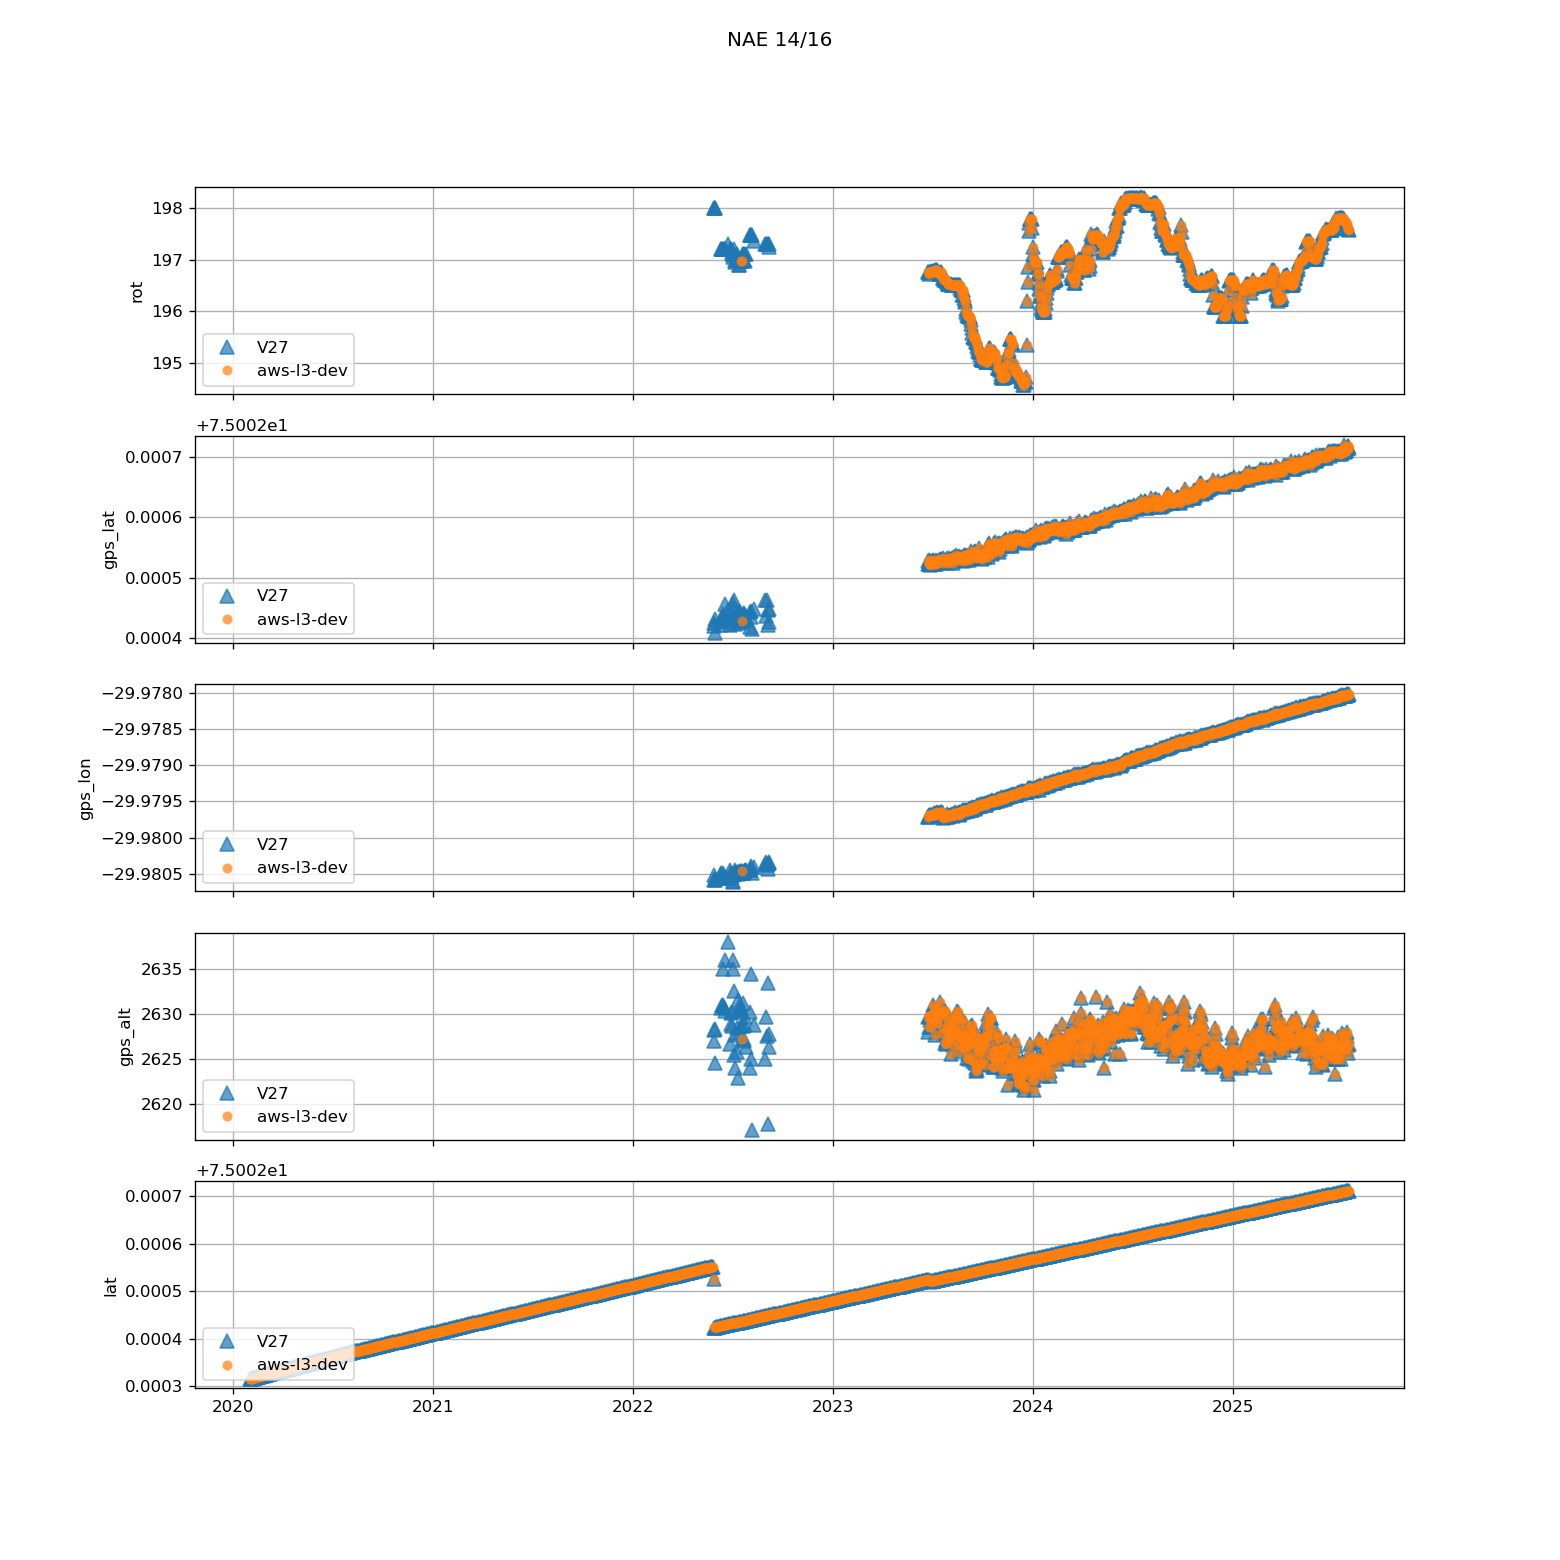 NAE 14/16
198
197
196
195
rot
V27
aws-l3-dev
+7.5002e1
0.0007
0.0006
0.0005
0.0004
gps_lat
V27
aws-l3-dev
−29.9780
−29.9785
−29.9790
−29.9795
−29.9800
−29.9805
gps_lon
V27
aws-l3-dev
2635
2630
2625
2620
gps_alt
V27
aws-l3-dev
+7.5002e1
0.0007
0.0006
0.0005
0.0004
0.0003
lat
V27
aws-l3-dev
2020 2021 2022 2023 2024 2025